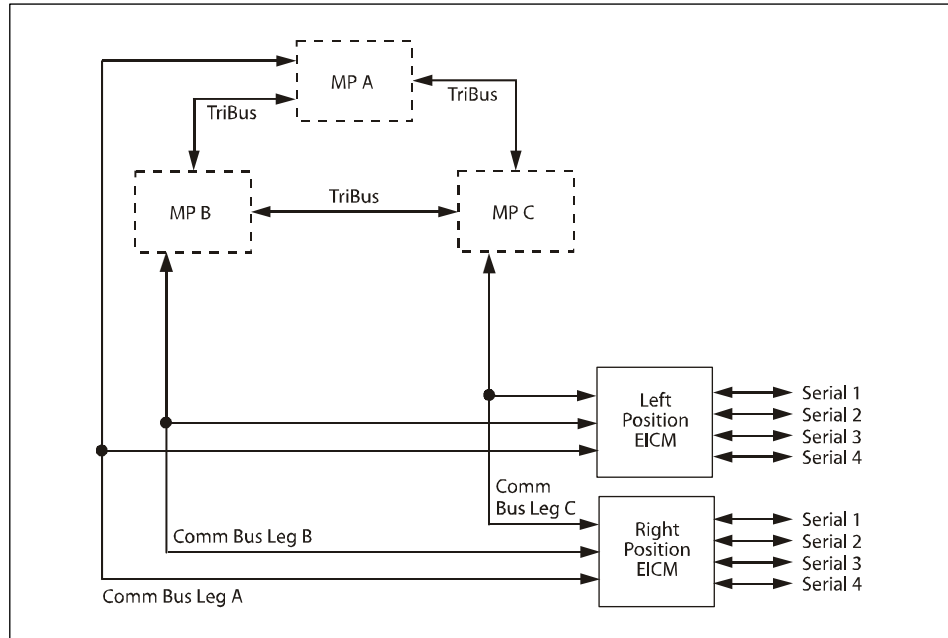 MP A
TriBus
TriBus
MP B
TriBus
MP C
Left
Position
EICM
Serial 1
Serial 2
Serial 3
Serial 4
Comm
Bus Leg C
Right
Position
EICM
Serial 1
Serial 2
Serial 3
Serial 4
Comm Bus Leg B
Comm Bus Leg A